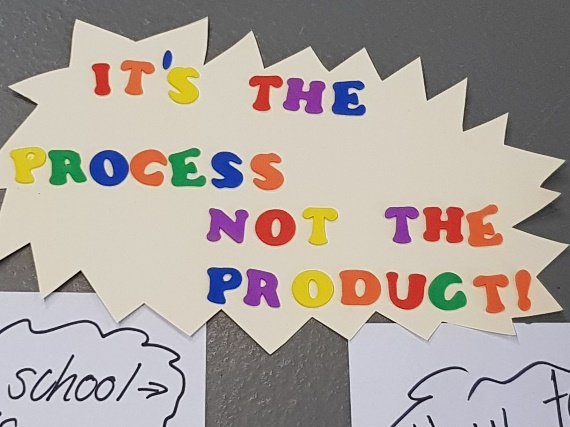 IT'S THE
PROCESS
NOT THE
PRODUCT!
school →